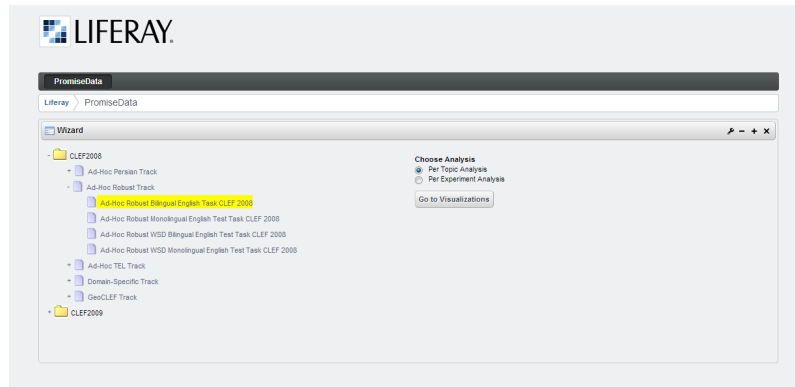 LIFERAY.
PromiseData
Liferay PromiseData
Wizard
CLEF2008
Ad-Hoc Persian Track
Ad-Hoc Robust Track
Ad-Hoc Robust Bilingual English Task CLEF 2008
Ad-Hoc Robust Monolingual English Test Task CLEF 2008
Ad-Hoc Robust WSD Bilingual English Test Task CLEF 2008
Ad-Hoc Robust WSD Monolingual English Test Task CLEF 2008
Ad-Hoc TEL Track
Domain-Specific Track
GeoCLEF Track
CLEF2009
Choose Analysis
Per Topic Analysis
Per Experiment Analysis
Go to Visualizations